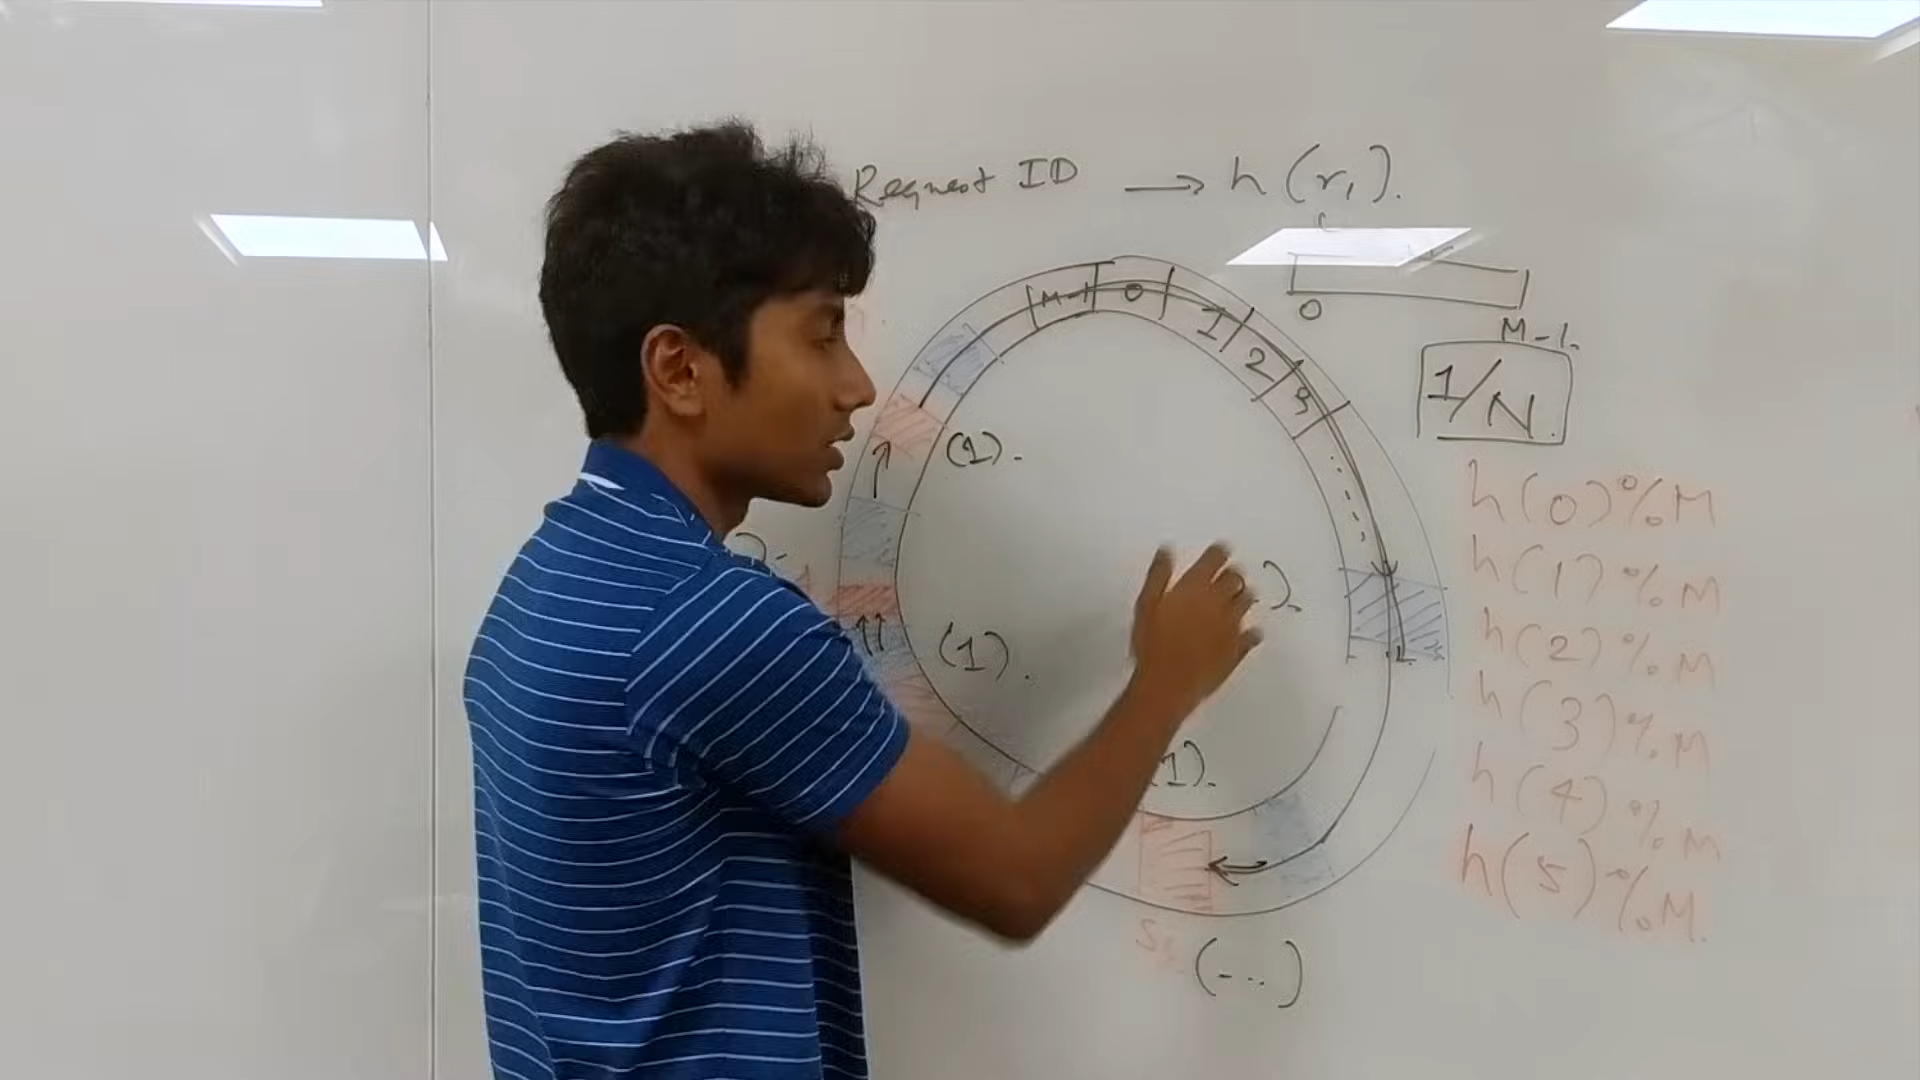 Request ID → h(r₁).
M-1 0 1 2 3
0 M-1.
1/N.
(1).
(1).
(1).
h(0)%M
h(1)%M
h(2)%M
h(3)%M
h(4)%M
h(5)%M.
(...)